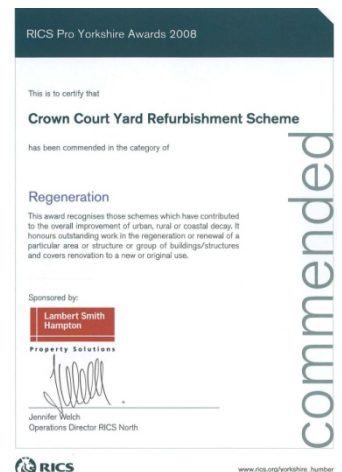 RICS Pro Yorkshire Awards 2008
This is to certify that
Crown Court Yard Refurbishment Scheme
has been commended in the category of
Regeneration
This award recognises those schemes which have contributed
to the overall improvement of urban, rural or coastal decay. It
honours outstanding work in the regeneration or renewal of a
particular area or structure or group of buildings/structures
and covers renovation to a new or original use.
Sponsored by:
Lambert Smith
Hampton
Property Solutions
Jennifer Welch
Operations Director RICS North
RICS
www.rics.org/yorkshire_humber
commended